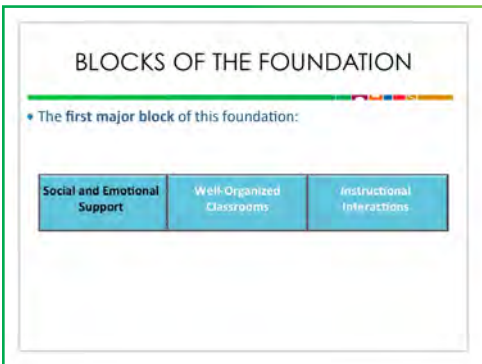 BLOCKS OF THE FOUNDATION
• The first major block of this foundation:
Social and Emotional Support
Well-Organized Classrooms
Instructional Interactions